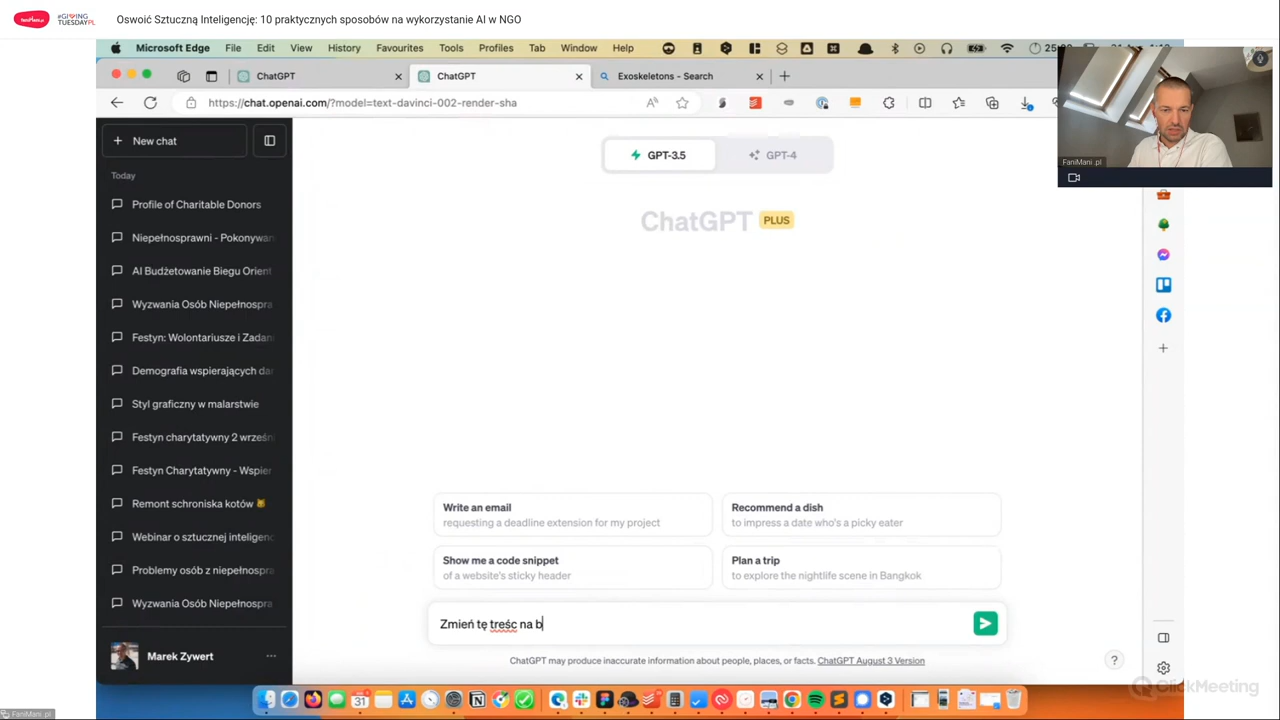 FaniMani.pl
#GIVING
TUESDAYPL
Oswoić Sztuczną Inteligencję: 10 praktycznych sposobów na wykorzystanie AI w NGO
Microsoft Edge File Edit View History Favourites Tools Profiles Tab Window Help
ChatGPT
ChatGPT
Exoskeletons - Search
https://chat.openai.com/?model=text-davinci-002-render-sha
FaniMani .pl
New chat
GPT-3.5
GPT-4
Today
ChatGPT PLUS
Profile of Charitable Donors
Niepełnosprawni - Pokonywan
AI Budżetowanie Biegu Orient
Wyzwania Osób Niepełnospra
Festyn: Wolontariusze i Zadan
Demografia wspierających da
Styl graficzny w malarstwie
Festyn charytatywny 2 wrześn
Festyn Charytatywny - Wspier
Remont schroniska kotów
Webinar o sztucznej inteligenc
Problemy osób z niepełnospra
Wyzwania Osób Niepełnospra
Marek Zywert
Write an email
requesting a deadline extension for my project
Recommend a dish
to impress a date who's a picky eater
Show me a code snippet
of a website's sticky header
Plan a trip
to explore the nightlife scene in Bangkok
Zmień tę treśc na b
ChatGPT may produce inaccurate information about people, places, or facts. ChatGPT August 3 Version
?
ClickMeeting
FaniMani .pl